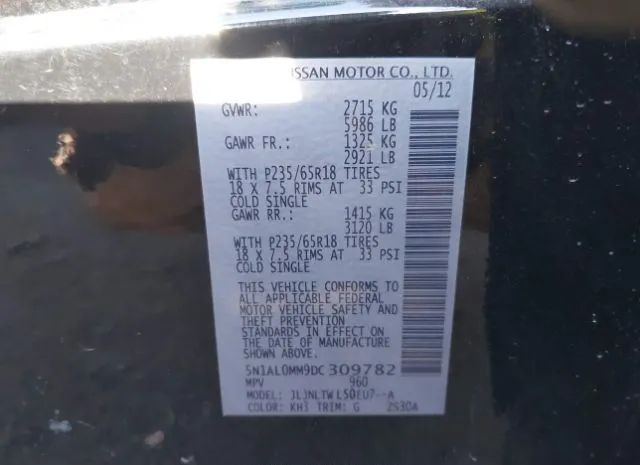 ISSAN MOTOR CO., LTD.
05/12
GVWR: 2715 KG
5986 LB
GAWR FR.: 1325 KG
2921 LB
WITH P235/65R18 TIRES
18 X 7.5 RIMS AT 33 PSI
COLD SINGLE
GAWR RR.: 1415 KG
3120 LB
WITH P235/65R18 TIRES
18 X 7.5 RIMS AT 33 PSI
COLD SINGLE
THIS VEHICLE CONFORMS TO
ALL APPLICABLE FEDERAL
MOTOR VEHICLE SAFETY AND
THEFT PREVENTION
STANDARDS IN EFFECT ON
THE DATE OF MANUFACTURE
SHOWN ABOVE.
5N1AL0MM9DC 309782
MPV 960
MODEL: JLJNLTWL50EU7--A
COLOR: KH3 TRIM: G 2S30A